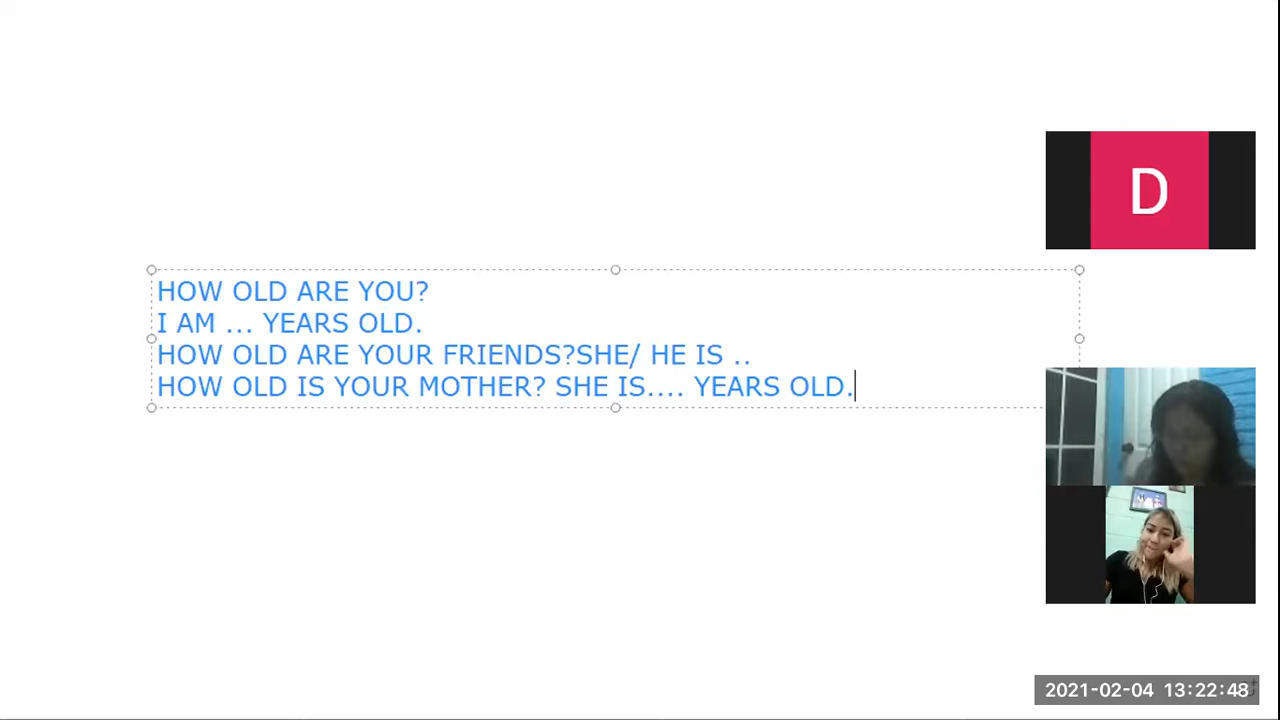 D
HOW OLD ARE YOU?
I AM ... YEARS OLD.
HOW OLD ARE YOUR FRIENDS?SHE/ HE IS ..
HOW OLD IS YOUR MOTHER? SHE IS.... YEARS OLD.
2021-02-04 13:22:48